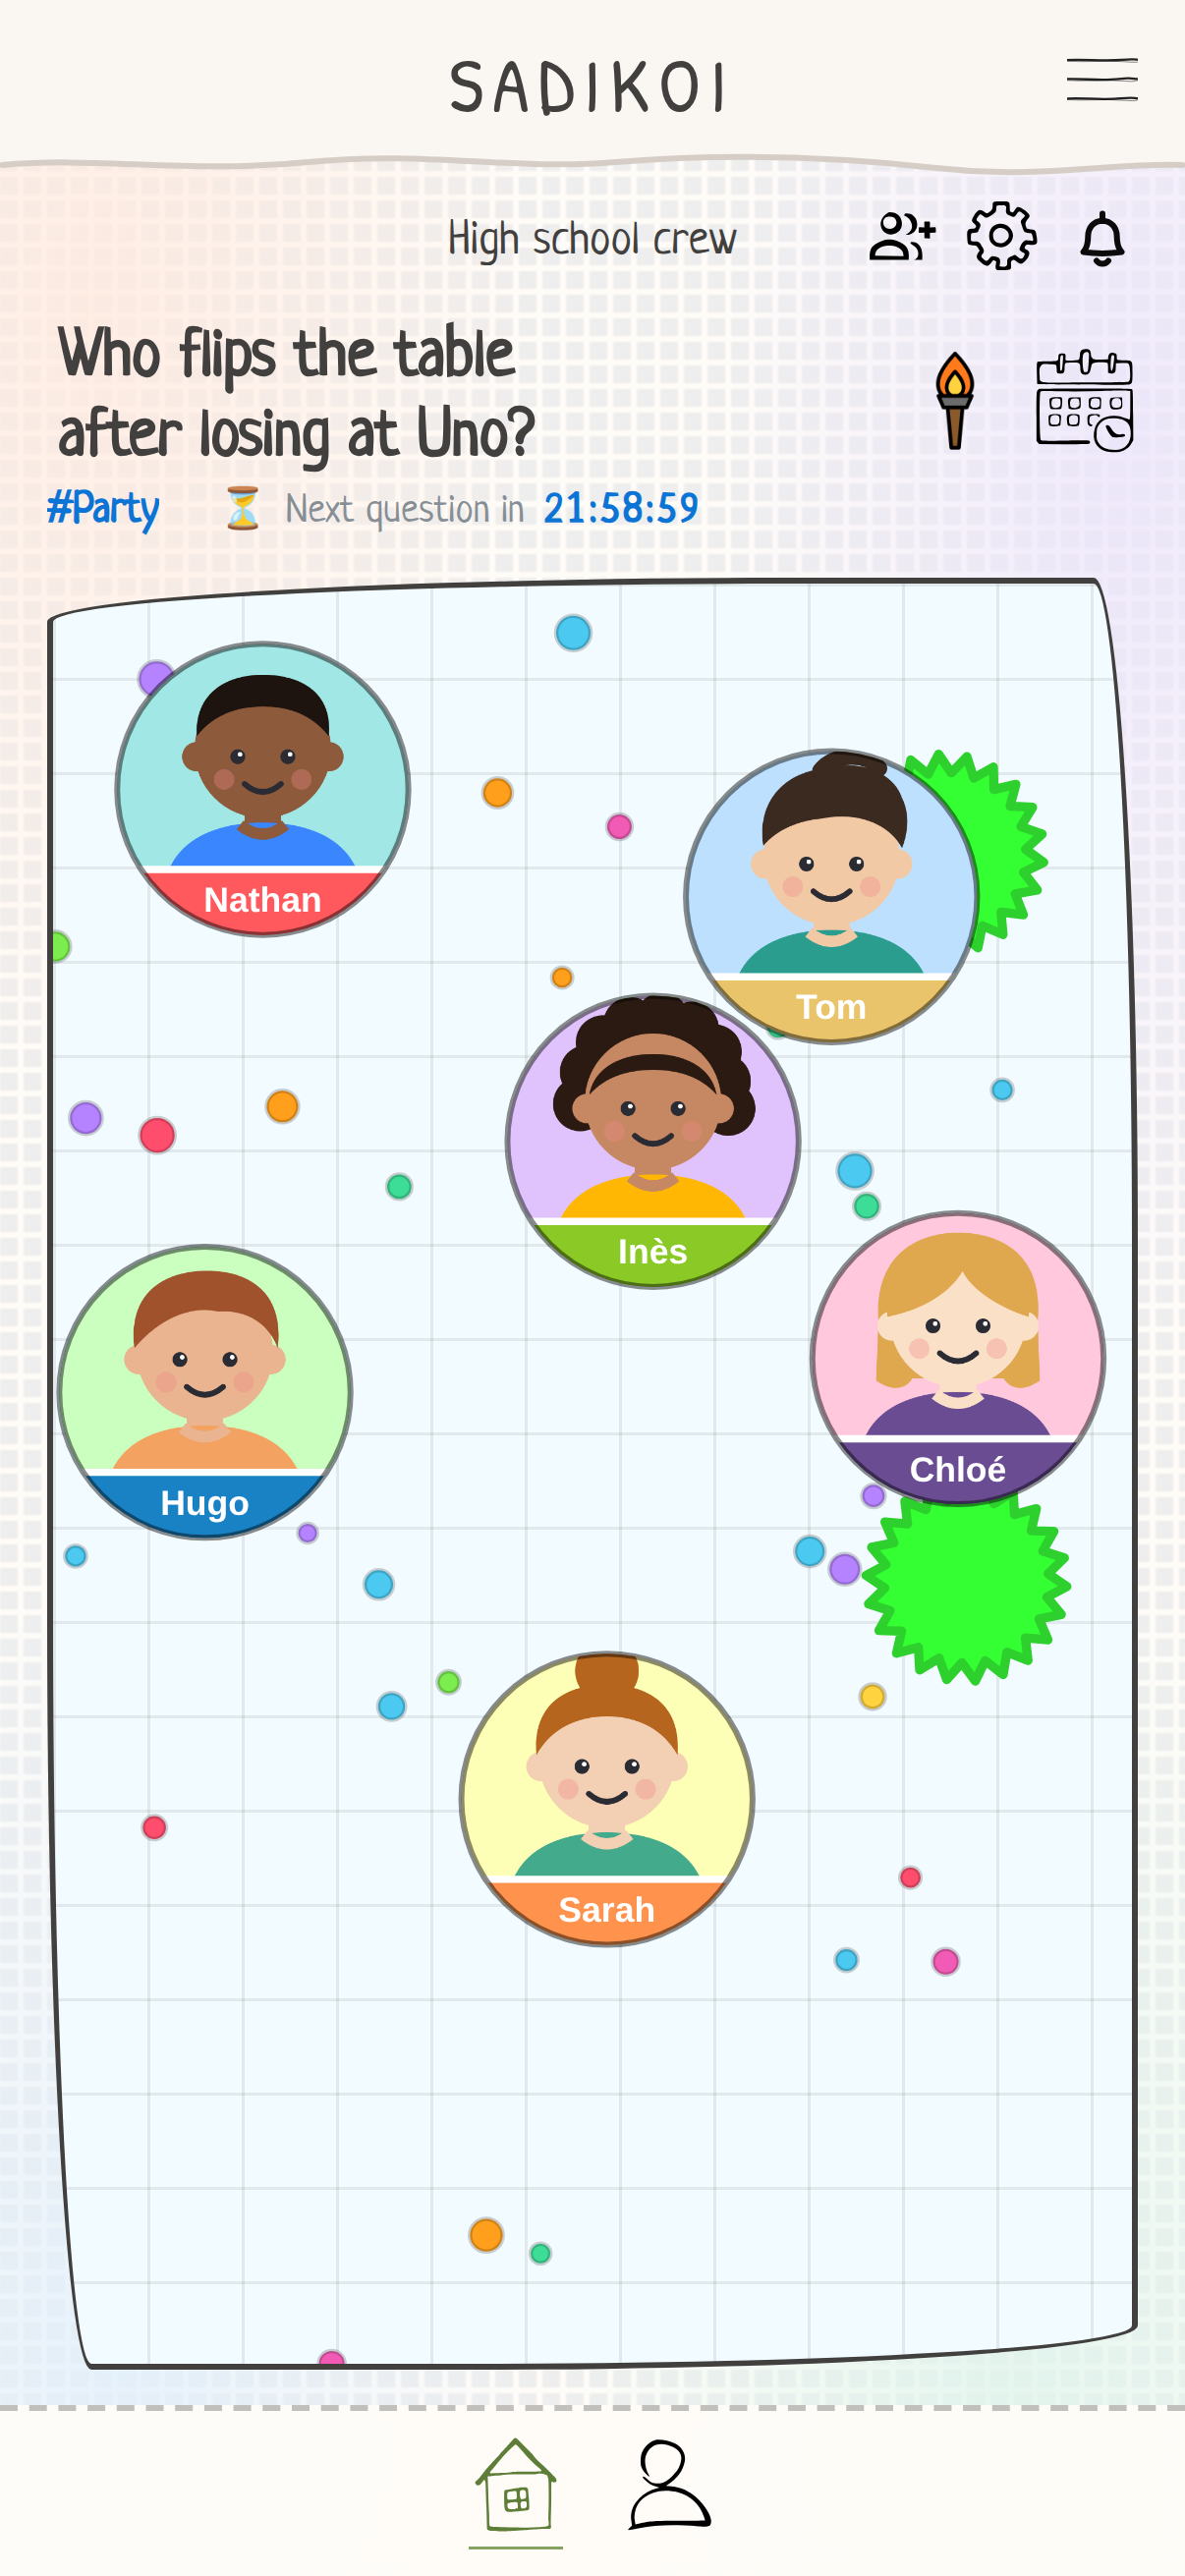 SADIKOI
High school crew
Who flips the table
after losing at Uno?
#Party ⏳ Next question in 21:58:59
Nathan
Tom
Inès
Chloé
Hugo
Sarah